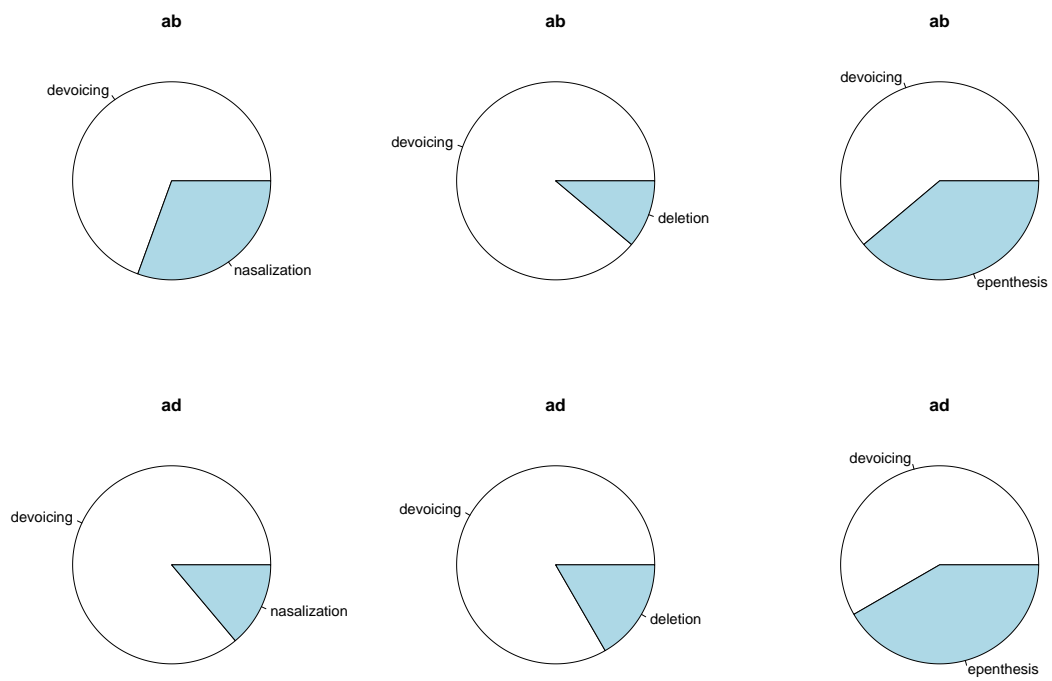 ab
devoicing
nasalization
ab
devoicing
deletion
ab
devoicing
epenthesis
ad
devoicing
nasalization
ad
devoicing
deletion
ad
devoicing
epenthesis